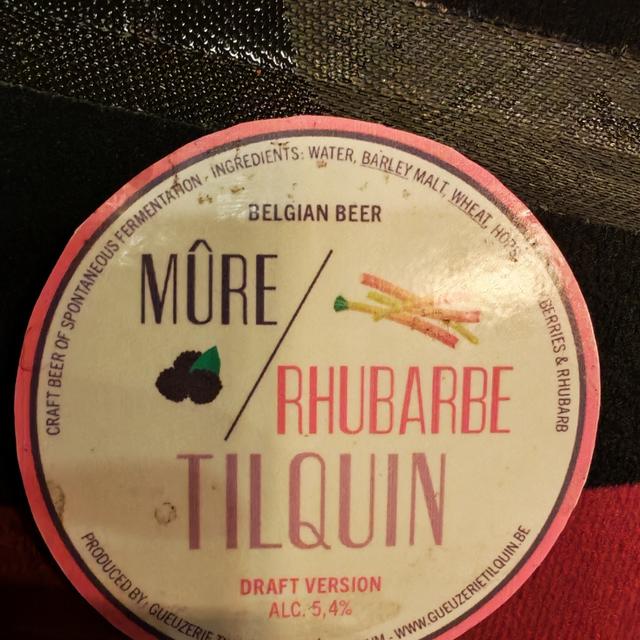 CRAFT BEER OF SPONTANEOUS FERMENTATION - INGREDIENTS: WATER, BARLEY MALT, WHEAT, HOPS, BERRIES & RHUBARB
BELGIAN BEER
MÛRE
RHUBARBE
TILQUIN
DRAFT VERSION
ALC. 5,4%
PRODUCED BY: GUEUZERIE - WWW.GUEUZERIETILQUIN.BE